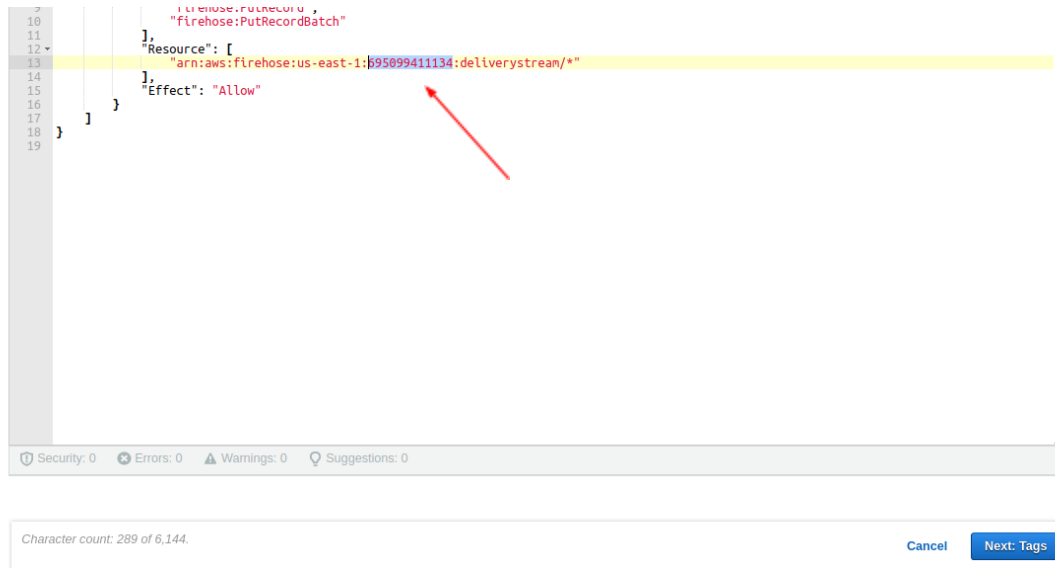 9 "firehose:PutRecord",
10 "firehose:PutRecordBatch"
11 ],
12 "Resource": [
13 "arn:aws:firehose:us-east-1:695099411134:deliverystream/*"
14 ],
15 "Effect": "Allow"
16 }
17 ]
18 }
19
Security: 0 Errors: 0 Warnings: 0 Suggestions: 0
Character count: 289 of 6,144.
Cancel Next: Tags